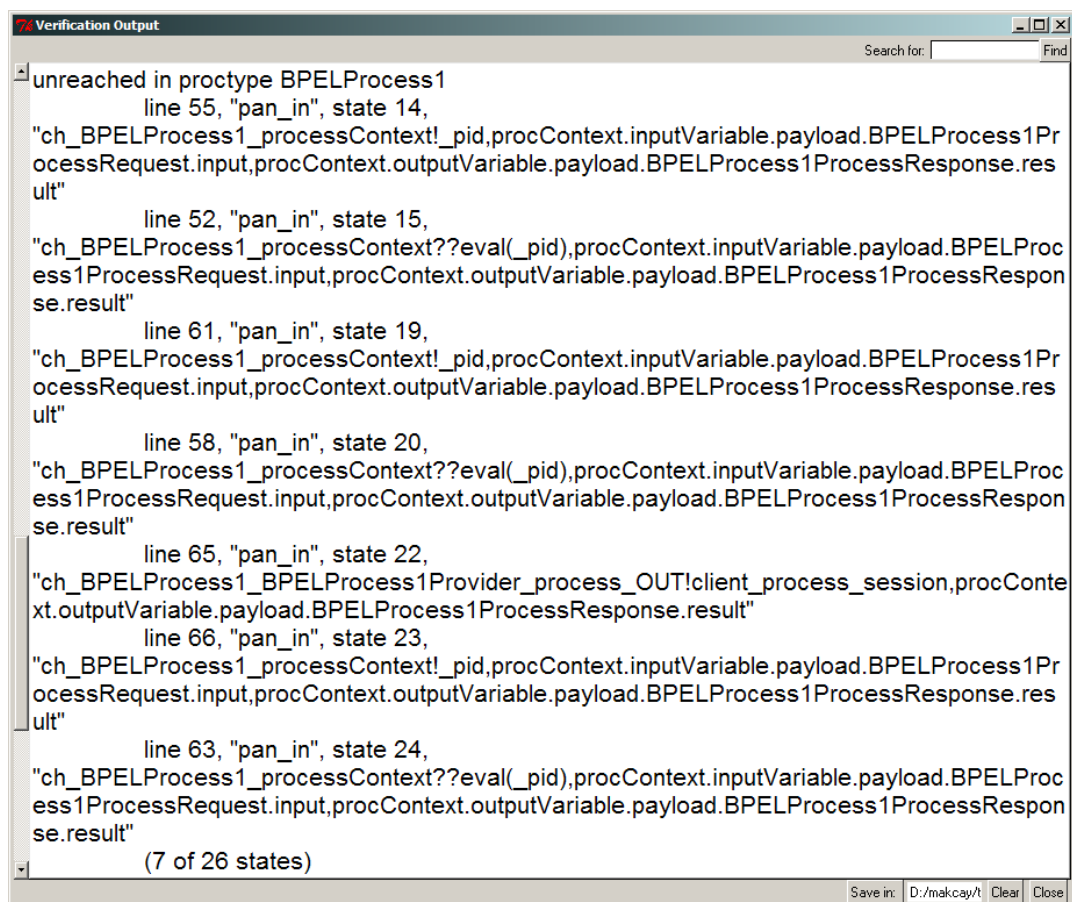 Verification Output
Search for: Find
unreached in proctype BPELProcess1
line 55, "pan_in", state 14,
"ch_BPELProcess1_processContext!_pid,procContext.inputVariable.payload.BPELProcess1Pr
ocessRequest.input,procContext.outputVariable.payload.BPELProcess1ProcessResponse.res
ult"
line 52, "pan_in", state 15,
"ch_BPELProcess1_processContext??eval(_pid),procContext.inputVariable.payload.BPELProc
ess1ProcessRequest.input,procContext.outputVariable.payload.BPELProcess1ProcessRespon
se.result"
line 61, "pan_in", state 19,
"ch_BPELProcess1_processContext!_pid,procContext.inputVariable.payload.BPELProcess1Pr
ocessRequest.input,procContext.outputVariable.payload.BPELProcess1ProcessResponse.res
ult"
line 58, "pan_in", state 20,
"ch_BPELProcess1_processContext??eval(_pid),procContext.inputVariable.payload.BPELProc
ess1ProcessRequest.input,procContext.outputVariable.payload.BPELProcess1ProcessRespon
se.result"
line 65, "pan_in", state 22,
"ch_BPELProcess1_BPELProcess1Provider_process_OUT!client_process_session,procConte
xt.outputVariable.payload.BPELProcess1ProcessResponse.result"
line 66, "pan_in", state 23,
"ch_BPELProcess1_processContext!_pid,procContext.inputVariable.payload.BPELProcess1Pr
ocessRequest.input,procContext.outputVariable.payload.BPELProcess1ProcessResponse.res
ult"
line 63, "pan_in", state 24,
"ch_BPELProcess1_processContext??eval(_pid),procContext.inputVariable.payload.BPELProc
ess1ProcessRequest.input,procContext.outputVariable.payload.BPELProcess1ProcessRespon
se.result"
(7 of 26 states)
Save in: D:/makcay/t Clear Close